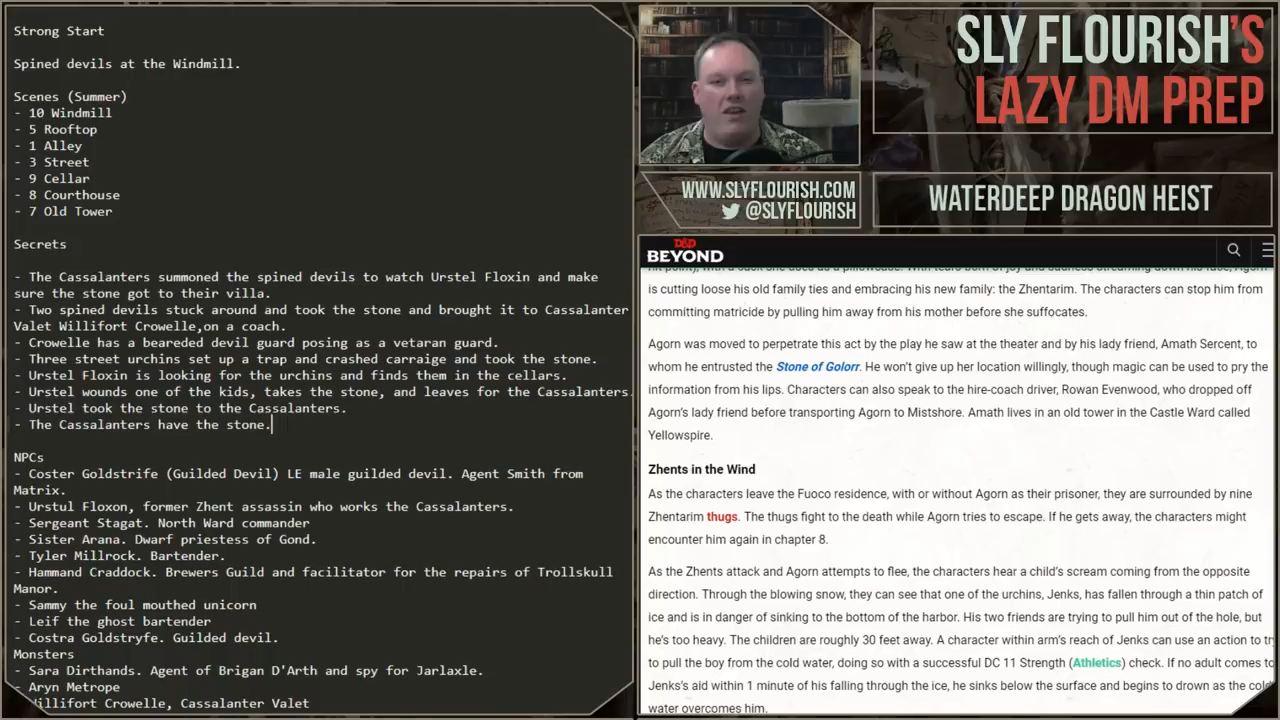 Strong Start
Spined devils at the Windmill.
Scenes (Summer)
- 10 Windmill
- 5 Rooftop
- 1 Alley
- 3 Street
- 9 Cellar
- 8 Courthouse
- 7 Old Tower
Secrets
- The Cassalanters summoned the spined devils to watch Urstel Floxin and make
sure the stone got to their villa.
- Two spined devils stuck around and took the stone and brought it to Cassalanter
Valet Willifort Crowelle,on a coach.
- Crowelle has a beareded devil guard posing as a vetaran guard.
- Three street urchins set up a trap and crashed carraige and took the stone.
- Urstel Floxin is looking for the urchins and finds them in the cellars.
- Urstel wounds one of the kids, takes the stone, and leaves for the Cassalanters.
- Urstel took the stone to the Cassalanters.
- The Cassalanters have the stone.
NPCs
- Coster Goldstrife (Guilded Devil) LE male guilded devil. Agent Smith from
Matrix.
- Urstul Floxon, former Zhent assassin who works the Cassalanters.
- Sergeant Stagat. North Ward commander
- Sister Arana. Dwarf priestess of Gond.
- Tyler Millrock. Bartender.
- Hammand Craddock. Brewers Guild and facilitator for the repairs of Trollskull
Manor.
- Sammy the foul mouthed unicorn
- Leif the ghost bartender
- Costra Goldstryfe. Guilded devil.
Monsters
- Sara Dirthands. Agent of Brigan D'Arth and spy for Jarlaxle.
- Aryn Metrope
Willifort Crowelle, Cassalanter Valet
SLY FLOURISH'S
LAZY DM PREP
WWW.SLYFLOURISH.COM
@SLYFLOURISH
WATERDEEP DRAGON HEIST
D&D
BEYOND
hit point), with a sack she uses as a pillowcase. With tears born of joy and sadness streaming down his face, Agorn
is cutting loose his old family ties and embracing his new family: the Zhentarim. The characters can stop him from
committing matricide by pulling him away from his mother before she suffocates.
Agorn was moved to perpetrate this act by the play he saw at the theater and by his lady friend, Amath Sercent, to
whom he entrusted the Stone of Golorr. He won't give up her location willingly, though magic can be used to pry the
information from his lips. Characters can also speak to the hire-coach driver, Rowan Evenwood, who dropped off
Agorn's lady friend before transporting Agorn to Mistshore. Amath lives in an old tower in the Castle Ward called
Yellowspire.
Zhents in the Wind
As the characters leave the Fuoco residence, with or without Agorn as their prisoner, they are surrounded by nine
Zhentarim thugs. The thugs fight to the death while Agorn tries to escape. If he gets away, the characters might
encounter him again in chapter 8.
As the Zhents attack and Agorn attempts to flee, the characters hear a child's scream coming from the opposite
direction. Through the blowing snow, they can see that one of the urchins, Jenks, has fallen through a thin patch of
ice and is in danger of sinking to the bottom of the harbor. His two friends are trying to pull him out of the hole, but
he's too heavy. The children are roughly 30 feet away. A character within arm's reach of Jenks can use an action to try
to pull the boy from the cold water, doing so with a successful DC 11 Strength (Athletics) check. If no adult comes to
Jenks's aid within 1 minute of his falling through the ice, he sinks below the surface and begins to drown as the cold
water overcomes him.